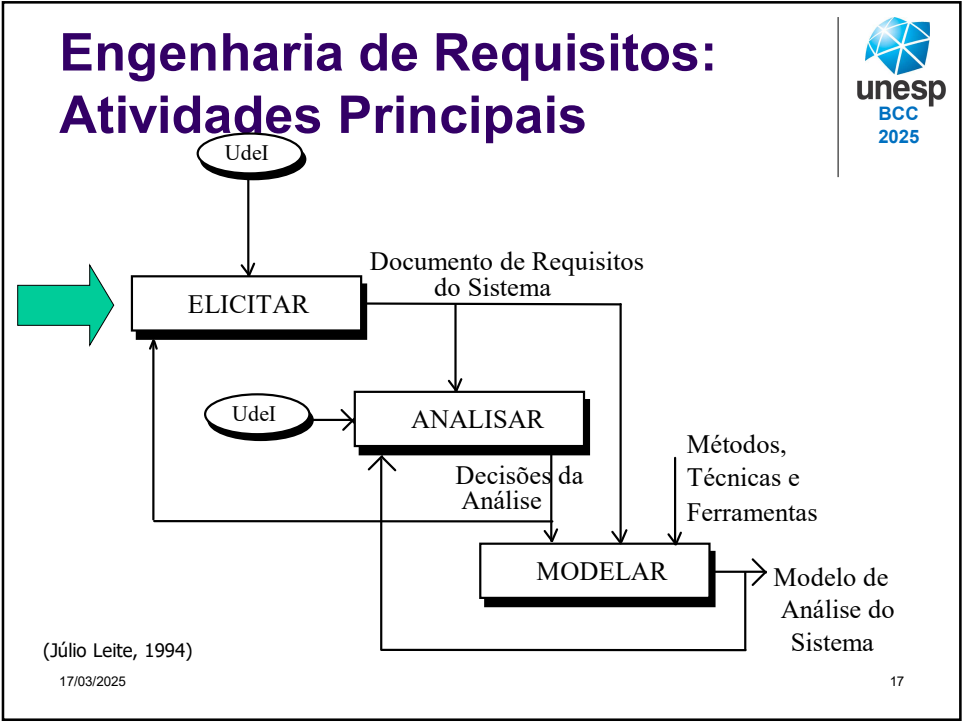 Engenharia de Requisitos:
Atividades Principais
unesp
BCC
2025
UdeI
Documento de Requisitos
do Sistema
ELICITAR
UdeI
ANALISAR
Métodos,
Técnicas e
Ferramentas
Decisões da
Análise
MODELAR
Modelo de
Análise do
Sistema
(Júlio Leite, 1994)
17/03/2025
17